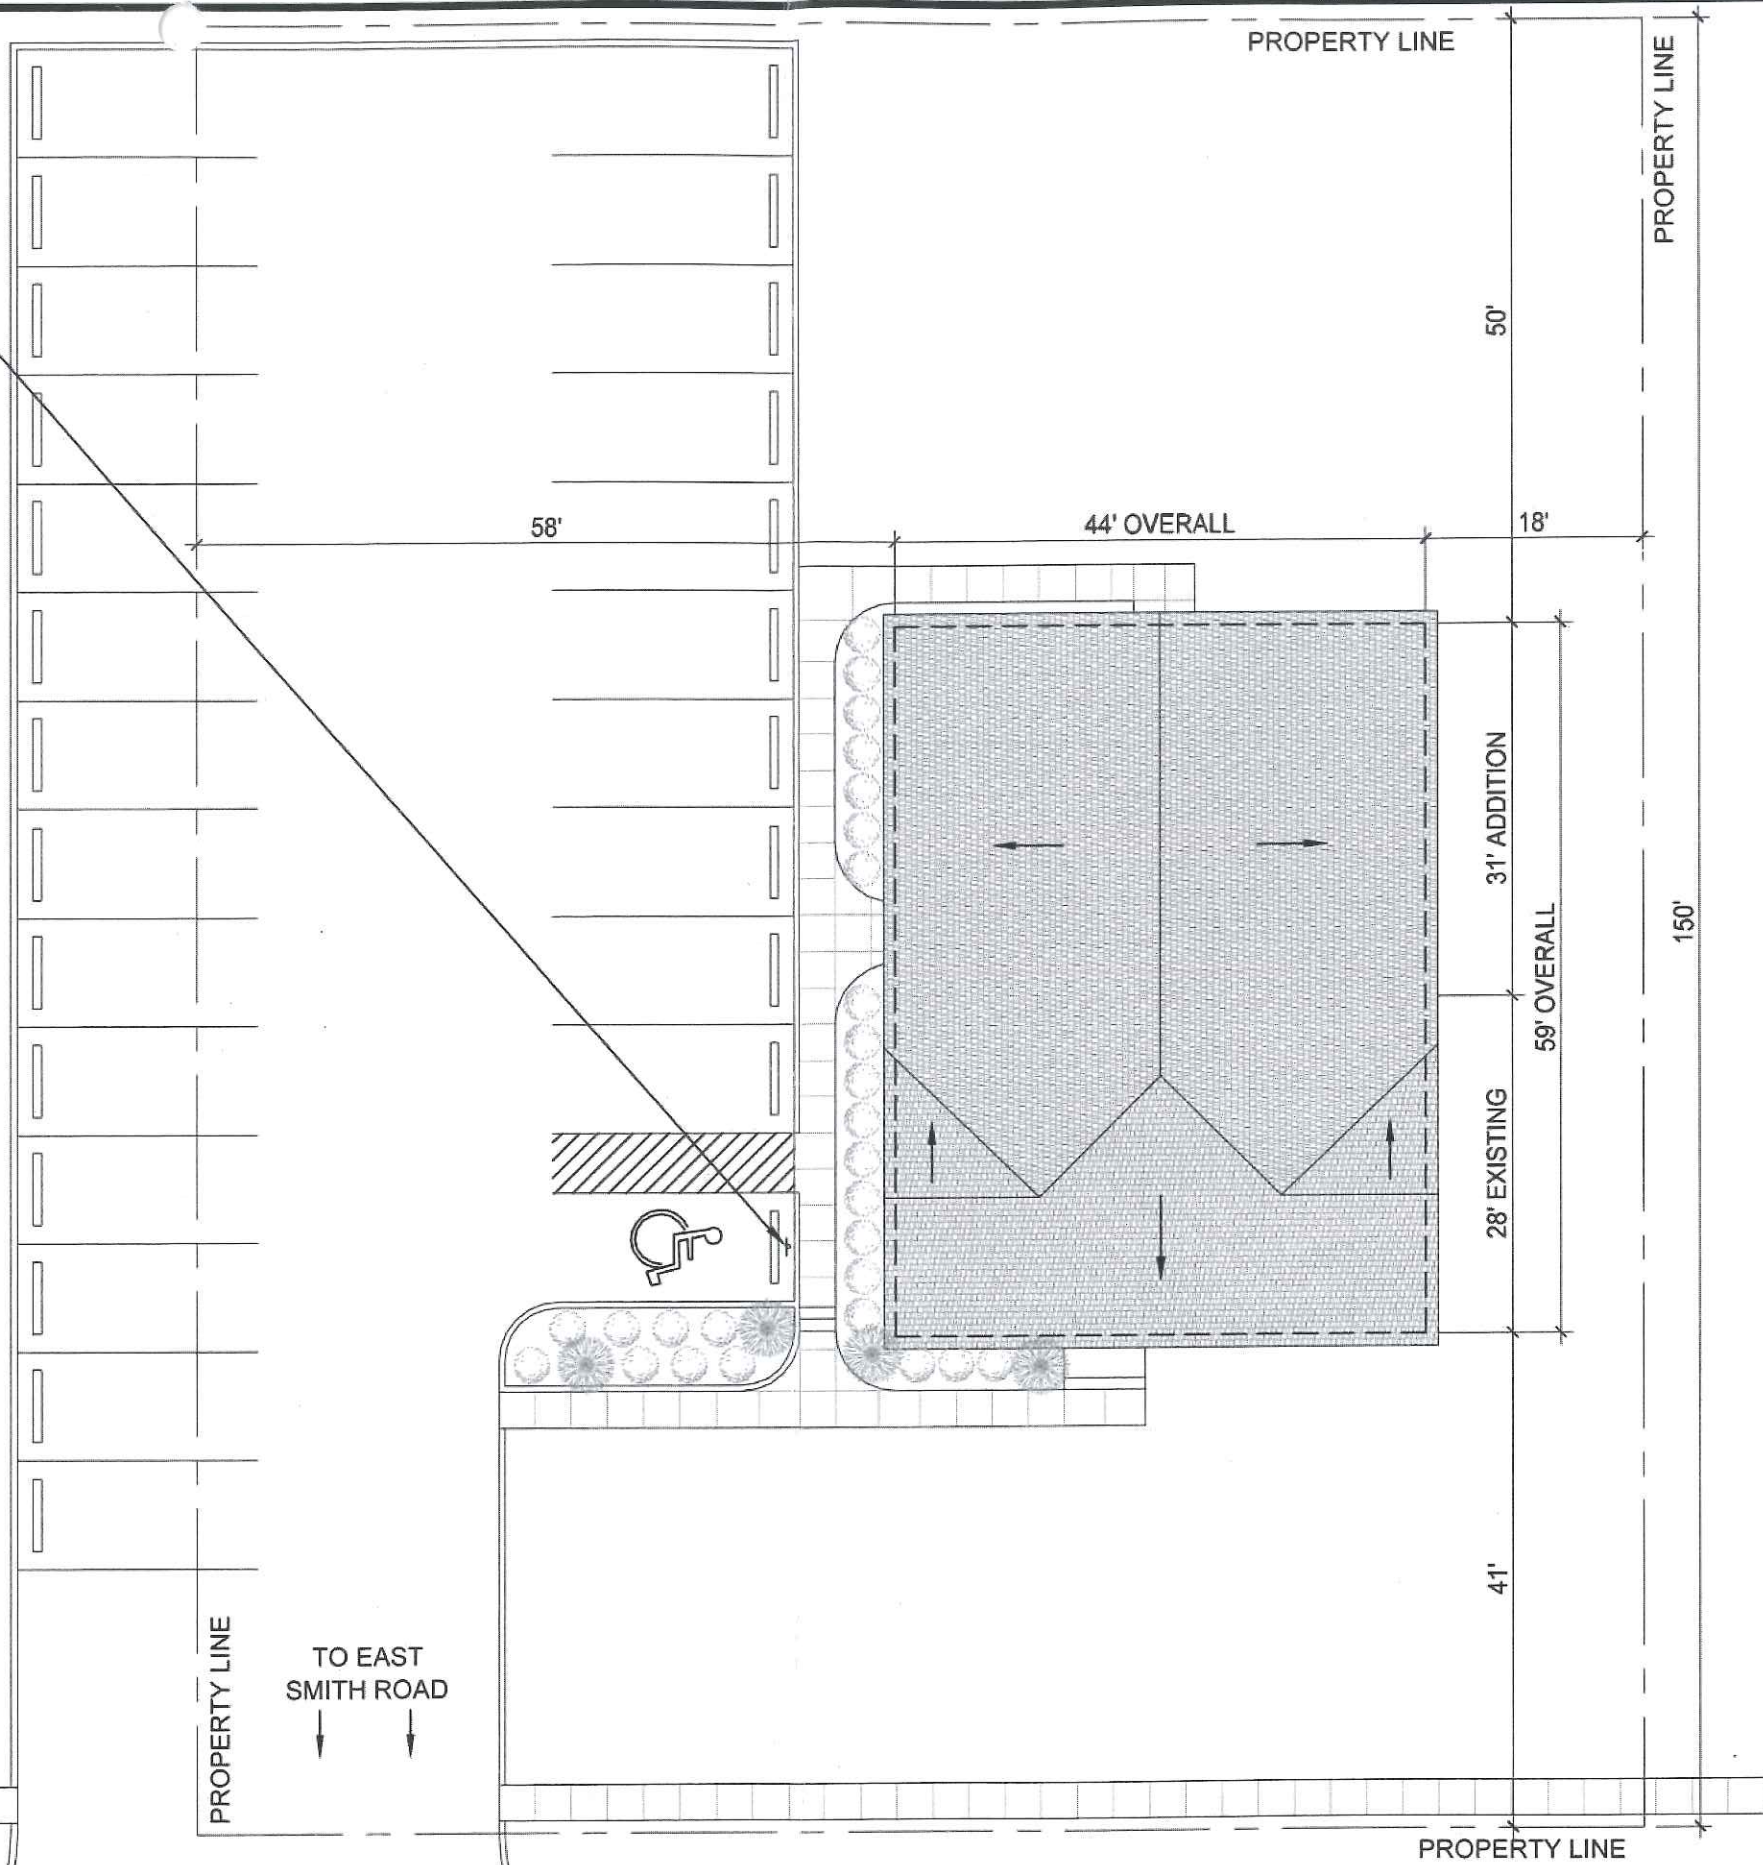 PROPERTY LINE
PROPERTY LINE
50'
58'
44' OVERALL
18'
31' ADDITION
59' OVERALL
150'
28' EXISTING
41'
PROPERTY LINE
TO EAST
SMITH ROAD
PROPERTY LINE